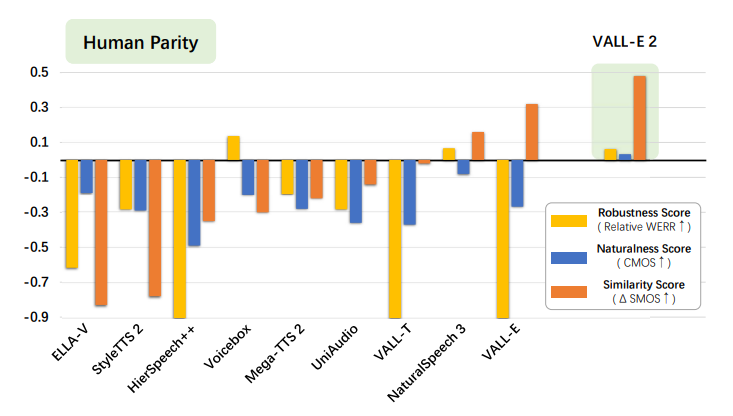 Human Parity
VALL-E 2
0.5
0.3
0.1
-0.1
-0.3
-0.5
-0.7
-0.9
Robustness Score
( Relative WERR ↑ )
Naturalness Score
( CMOS ↑ )
Similarity Score
( Δ SMOS ↑ )
ELLA-V
StyleTTS 2
HierSpeech++
Voicebox
Mega-TTS 2
UniAudio
VALL-T
NaturalSpeech 3
VALL-E